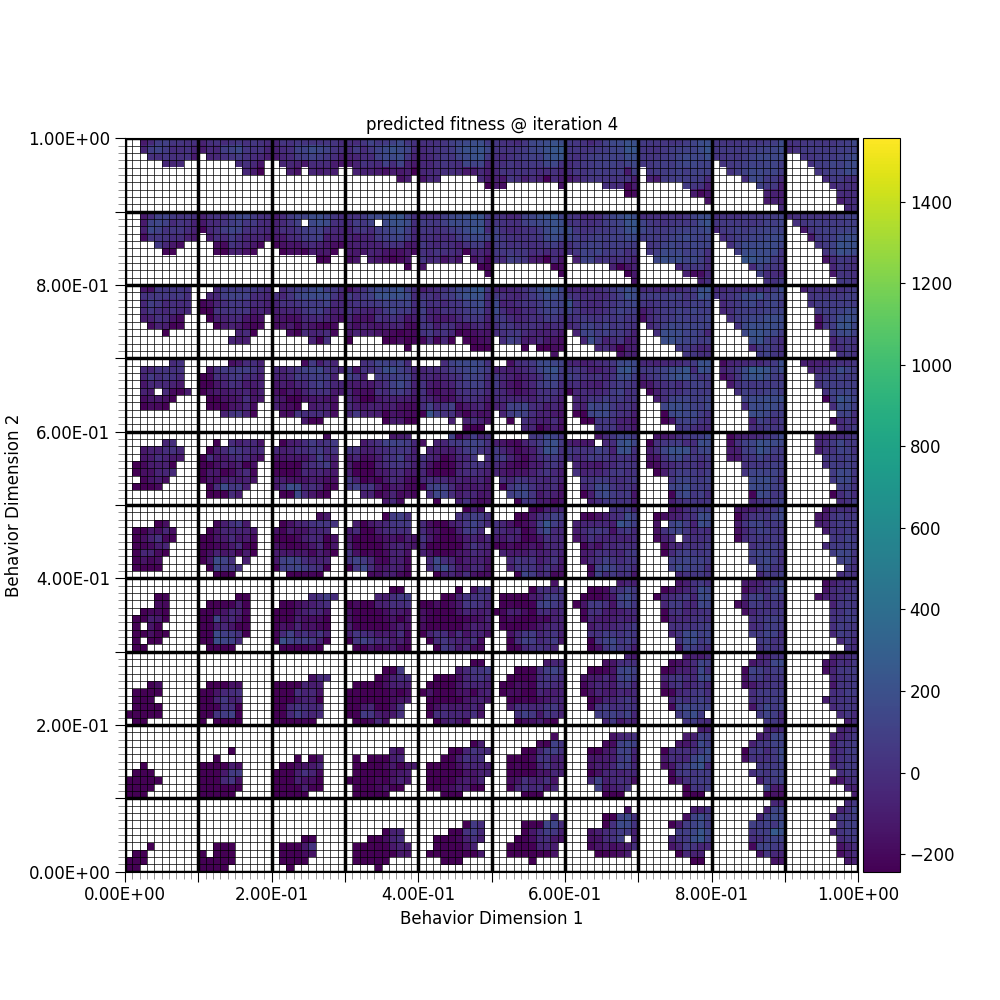 predicted fitness @ iteration 4
1.00E+00
8.00E-01
6.00E-01
4.00E-01
2.00E-01
0.00E+00
Behavior Dimension 2
0.00E+00 2.00E-01 4.00E-01 6.00E-01 8.00E-01 1.00E+00
Behavior Dimension 1
1400
1200
1000
800
600
400
200
0
−200